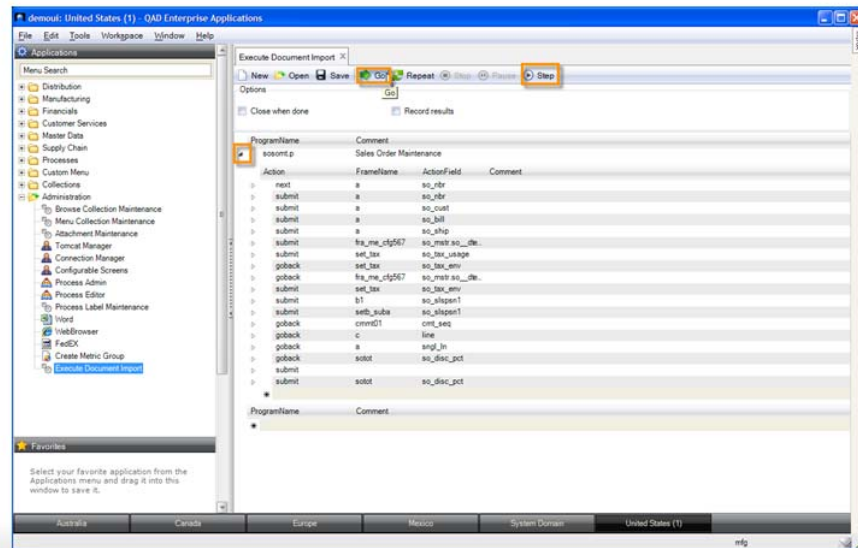 demoui: United States (1) - QAD Enterprise Applications
File Edit Tools Workspace Window Help
Applications
Menu Search
Distribution
Manufacturing
Financials
Customer Services
Master Data
Supply Chain
Processes
Custom Menu
Collections
Administration
Browse Collection Maintenance
Menu Collection Maintenance
Attachment Maintenance
Tomcat Manager
Connection Manager
Configurable Screens
Process Admin
Process Editor
Process Label Maintenance
Word
WebBrowser
FedEX
Create Metric Group
Execute Document Import
Favorites
Select your favorite application from the
Applications menu and drag it into this
window to save it.
Execute Document Import X
New Open Save Go Repeat Stop Pause Step
Options
Go
Close when done Record results
ProgramName Comment
sosomt.p Sales Order Maintenance
Action FrameName ActionField Comment
next a so_nbr
submit a so_nbr
submit a so_cust
submit a so_bill
submit a so_ship
submit fra_me_cfg567 so_mstr.so__dte..
submit set_tax so_tax_usage
goback set_tax so_tax_env
goback fra_me_cfg567 so_mstr.so__dte..
submit set_tax so_tax_env
submit b1 so_slspsn1
submit setb_suba so_slspsn1
goback cmmt01 cmt_seq
goback c line
goback a sngl_ln
goback sotot so_disc_pct
submit
submit sotot so_disc_pct
ProgramName Comment
Australia Canada Europe Mexico System Domain United States (1)
mfg